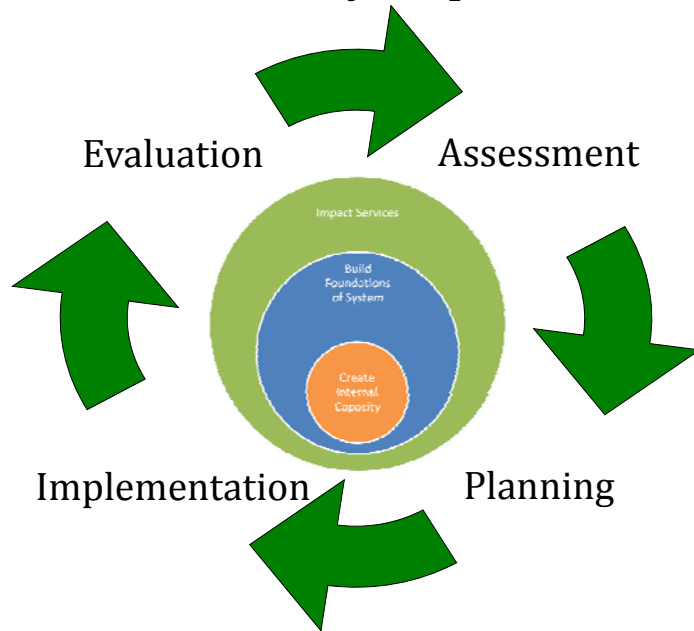 Evaluation
Assessment
Impact Services
Build
Foundations
of System
Create
Internal
Capacity
Implementation
Planning